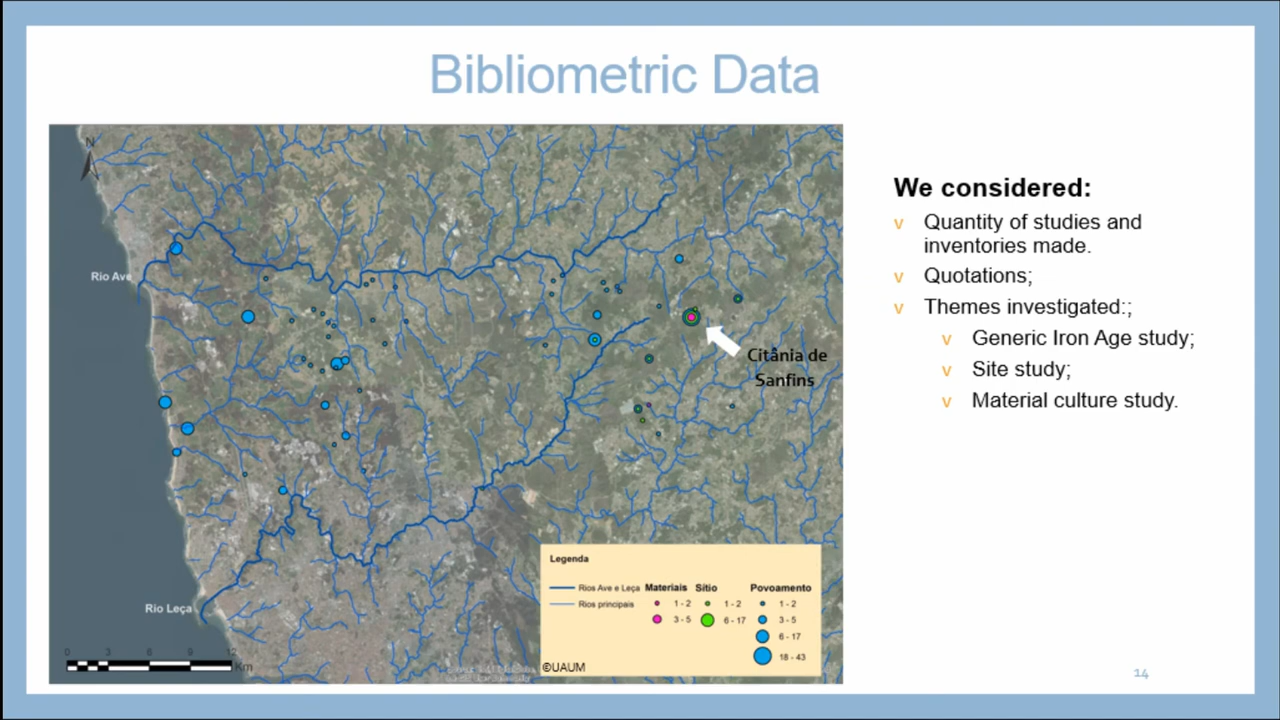 Bibliometric Data
N
Rio Ave
Citânia de
Sanfins
Rio Leça
0 3 6 9 12
Km
Legenda
Rios Ave e Leça
Rios principais
Materiais
1 - 2
3 - 5
Sítio
1 - 2
6 - 17
Povoamento
1 - 2
3 - 5
6 - 17
18 - 43
©UAUM
We considered:
v Quantity of studies and
inventories made.
v Quotations;
v Themes investigated:;
v Generic Iron Age study;
v Site study;
v Material culture study.
14